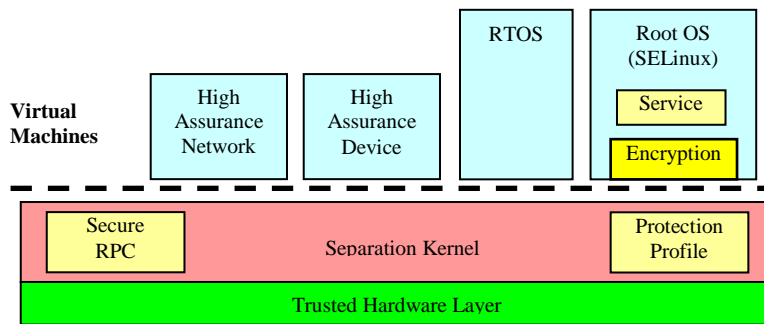 Virtual
Machines
High
Assurance
Network
High
Assurance
Device
RTOS
Root OS
(SELinux)
Service
Encryption
Secure
RPC
Separation Kernel
Protection
Profile
Trusted Hardware Layer